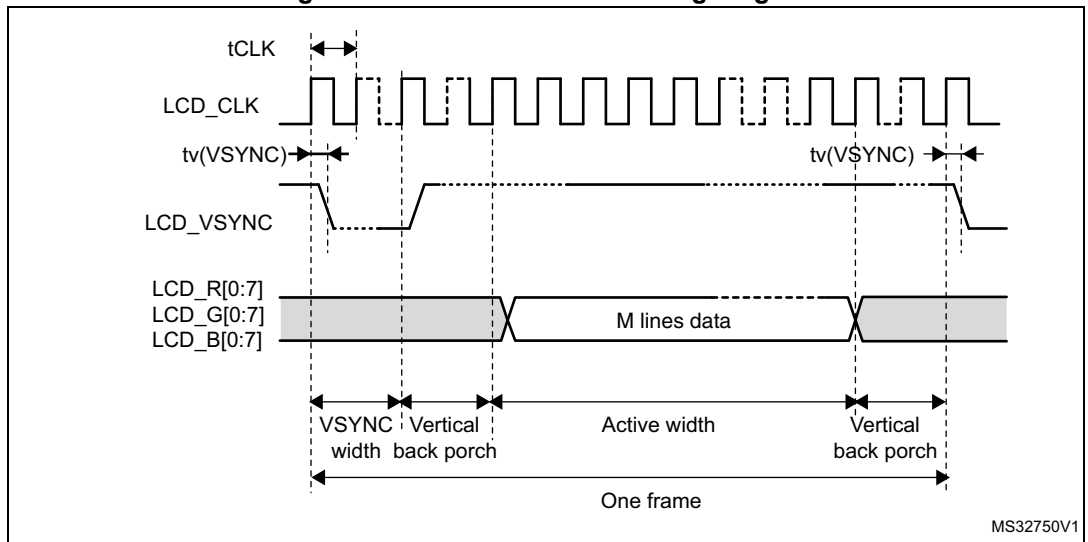 tCLK
LCD_CLK
tv(VSYNC)
tv(VSYNC)
LCD_VSYNC
LCD_R[0:7]
LCD_G[0:7]
LCD_B[0:7]
M lines data
VSYNC width
Vertical back porch
Active width
Vertical back porch
One frame
MS32750V1